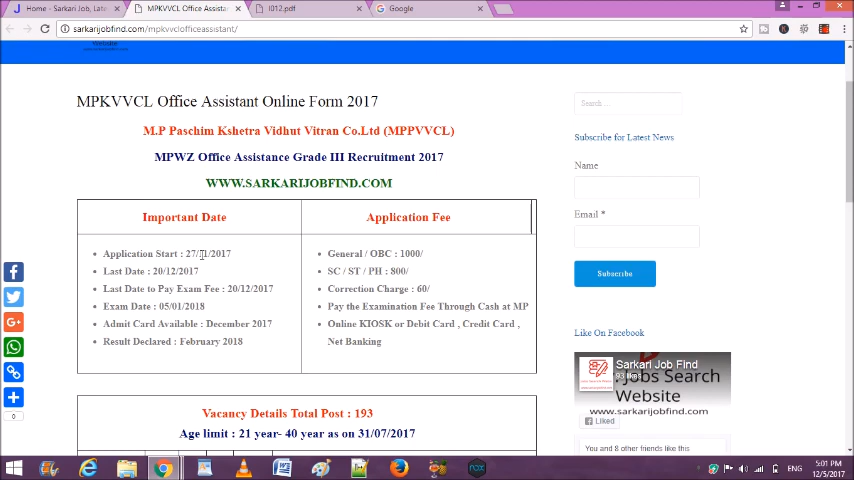 Home - Sarkari Job, Late
MPKVVCL Office Assistan
I012.pdf
Google
sarkarijobfind.com/mpkvvclofficeassistant/
Website
MPKVVCL Office Assistant Online Form 2017
M.P Paschim Kshetra Vidhut Vitran Co.Ltd (MPPVVCL)
MPWZ Office Assistance Grade III Recruitment 2017
WWW.SARKARIJOBFIND.COM
Important Date
Application Start : 27/11/2017
Last Date : 20/12/2017
Last Date to Pay Exam Fee : 20/12/2017
Exam Date : 05/01/2018
Admit Card Available : December 2017
Result Declared : February 2018
Application Fee
General / OBC : 1000/
SC / ST / PH : 800/
Correction Charge : 60/
Pay the Examination Fee Through Cash at MP
Online KIOSK or Debit Card , Credit Card ,
Net Banking
Vacancy Details Total Post : 193
Age limit : 21 year- 40 year as on 31/07/2017
Search...
Subscribe for Latest News
Name
Email *
Subscribe
Like On Facebook
Sarkari Job Find
93 likes
Jobs Search
Website
www.sarkarijobfind.com
Liked
You and 8 other friends like this
0
nox
ENG
5:01 PM
12/5/2017